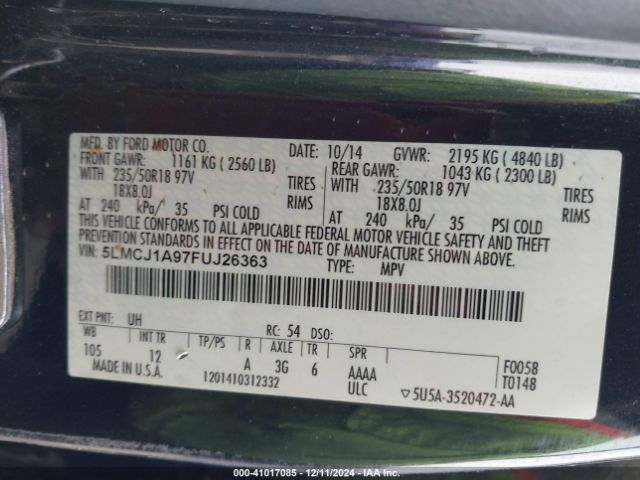 MFD. BY FORD MOTOR CO.
DATE: 10/14 GVWR: 2195 KG ( 4840 LB)
FRONT GAWR: 1161 KG ( 2560 LB)
REAR GAWR: 1043 KG ( 2300 LB)
WITH 235/50R18 97V TIRES
WITH 235/50R18 97V TIRES
18X8.0J RIMS
18X8.0J RIMS
AT 240 kPa/ 35 PSI COLD
AT 240 kPa/ 35 PSI COLD
THIS VEHICLE CONFORMS TO ALL APPLICABLE FEDERAL MOTOR VEHICLE SAFETY AND THEFT
PREVENTION STANDARDS IN EFFECT ON THE DATE OF MANUFACTURE SHOWN ABOVE.
VIN: 5LMCJ1A97FUJ26363
TYPE: MPV
EXT PNT: UH RC: 54 DSO:
WB INT TR TP/PS R AXLE TR SPR
105 12 A 3G 6 AAAA
F0058
T0148
MADE IN U.S.A.
1201410312332
ULC
5U5A-3520472-AA
000-41017085 - 12/11/2024 - IAA Inc.